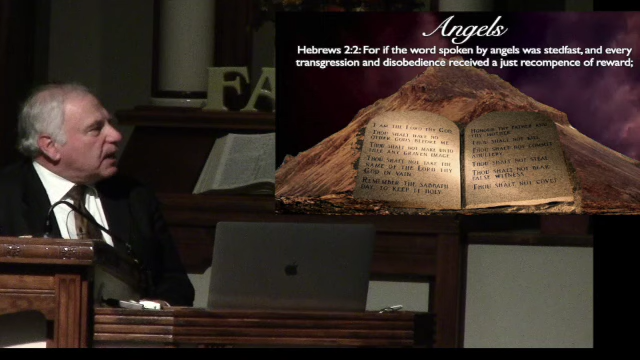 Angels
Hebrews 2:2: For if the word spoken by angels was stedfast, and every
transgression and disobedience received a just recompence of reward;
FA
I AM THE LORD THY GOD
THOU SHALT HAVE NO
OTHER GODS BEFORE ME.
THOU SHALT NOT MAKE UNTO
THEE ANY GRAVEN IMAGE
THOU SHALT NOT TAKE THE
NAME OF THE LORD THY
GOD IN VAIN.
REMEMBER THE SABBATH
DAY TO KEEP IT HOLY.
HONOUR THY FATHER AND
THY MOTHER
THOU SHALT NOT KILL
THOU SHALT NOT COMMIT
ADULTERY
THOU SHALT NOT STEAL
THOU SHALT NOT BEAR
FALSE WITNESS.
THOU SHALT NOT COVET